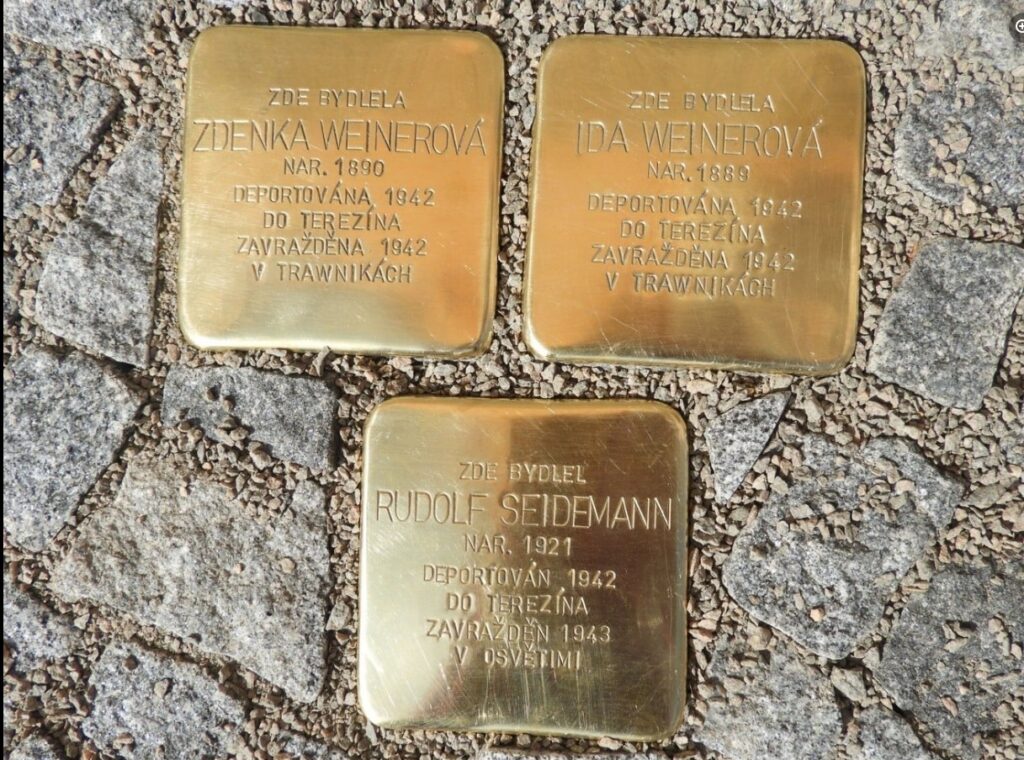 ZDE BYDLELA
ZDENKA WEINEROVÁ
NAR. 1890
DEPORTOVÁNA 1942
DO TEREZÍNA
ZAVRAŽDĚNA 1942
V TRAWNIKÁCH
ZDE BYDLELA
IDA WEINEROVÁ
NAR. 1889
DEPORTOVÁNA 1942
DO TEREZÍNA
ZAVRAŽDĚNA 1942
V TRAWNIKÁCH
ZDE BYDLEL
RUDOLF SEIDEMANN
NAR. 1921
DEPORTOVÁN 1942
DO TEREZÍNA
ZAVRAŽDĚN 1943
V OSVĚTIMI